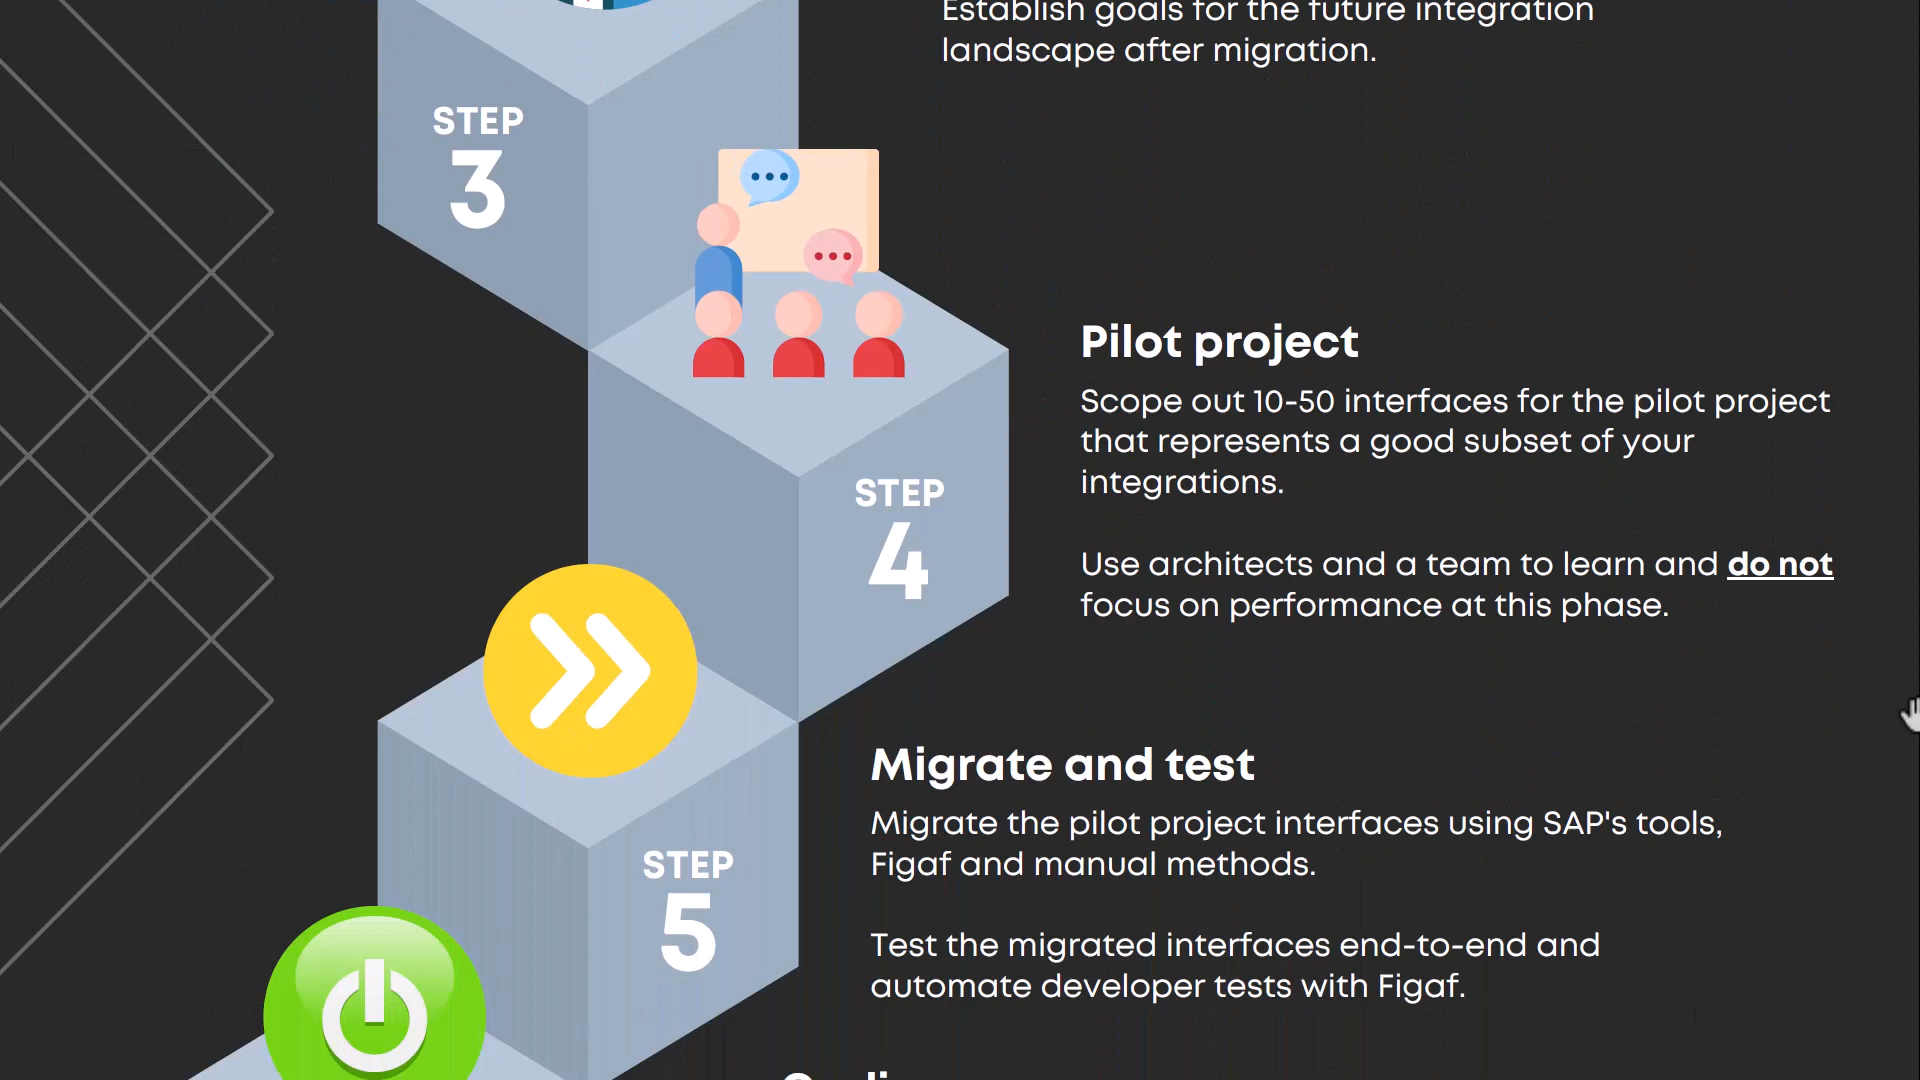 Establish goals for the future integration
landscape after migration.
STEP
3
Pilot project
Scope out 10-50 interfaces for the pilot project
that represents a good subset of your
integrations.
Use architects and a team to learn and do not
focus on performance at this phase.
STEP
4
Migrate and test
Migrate the pilot project interfaces using SAP's tools,
Figaf and manual methods.
Test the migrated interfaces end-to-end and
automate developer tests with Figaf.
STEP
5